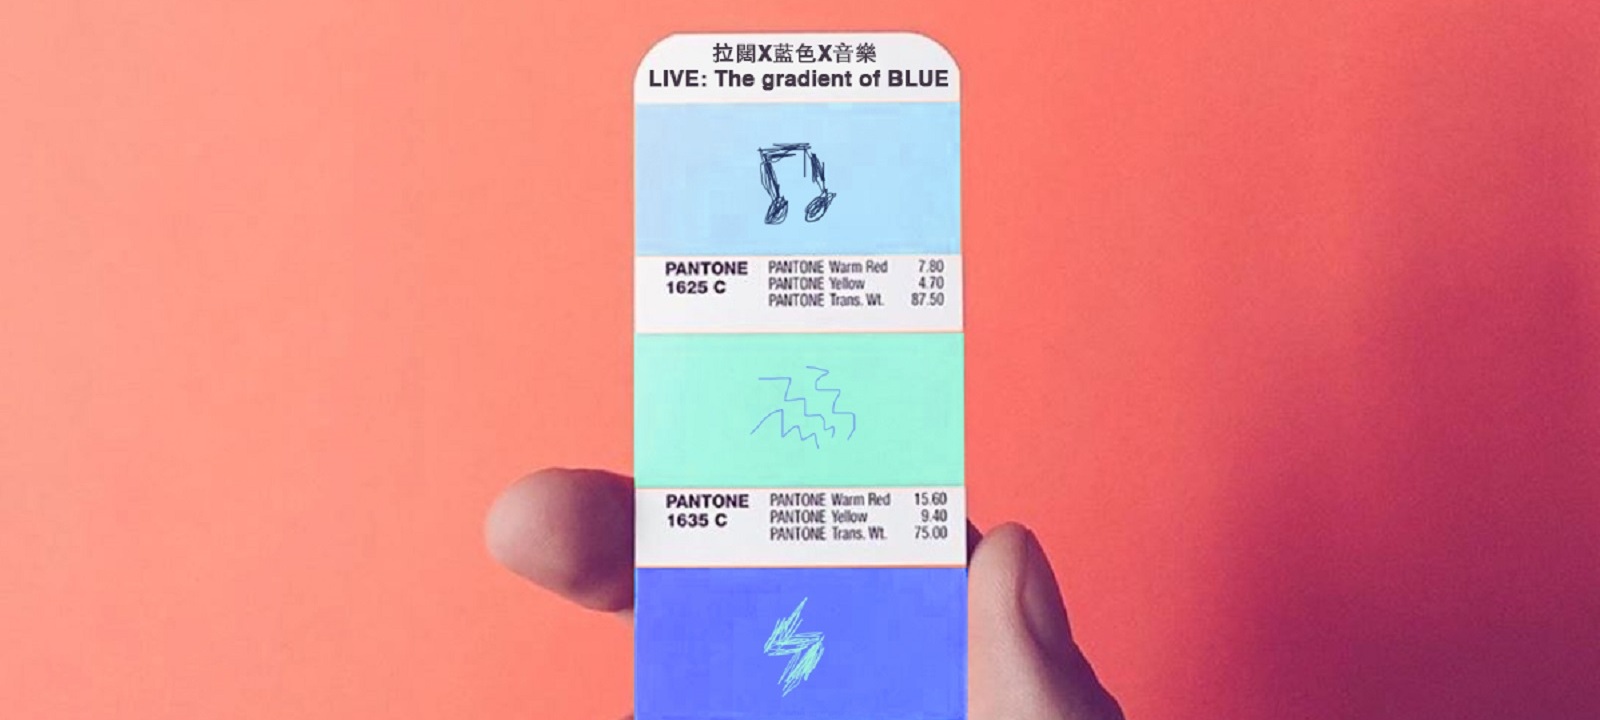 拉闊X藍色X音樂
LIVE: The gradient of BLUE
PANTONE
1625 C
PANTONE Warm Red 7.80
PANTONE Yellow 4.70
PANTONE Trans. Wt. 87.50
PANTONE
1635 C
PANTONE Warm Red 15.60
PANTONE Yellow 9.40
PANTONE Trans. Wt. 75.00